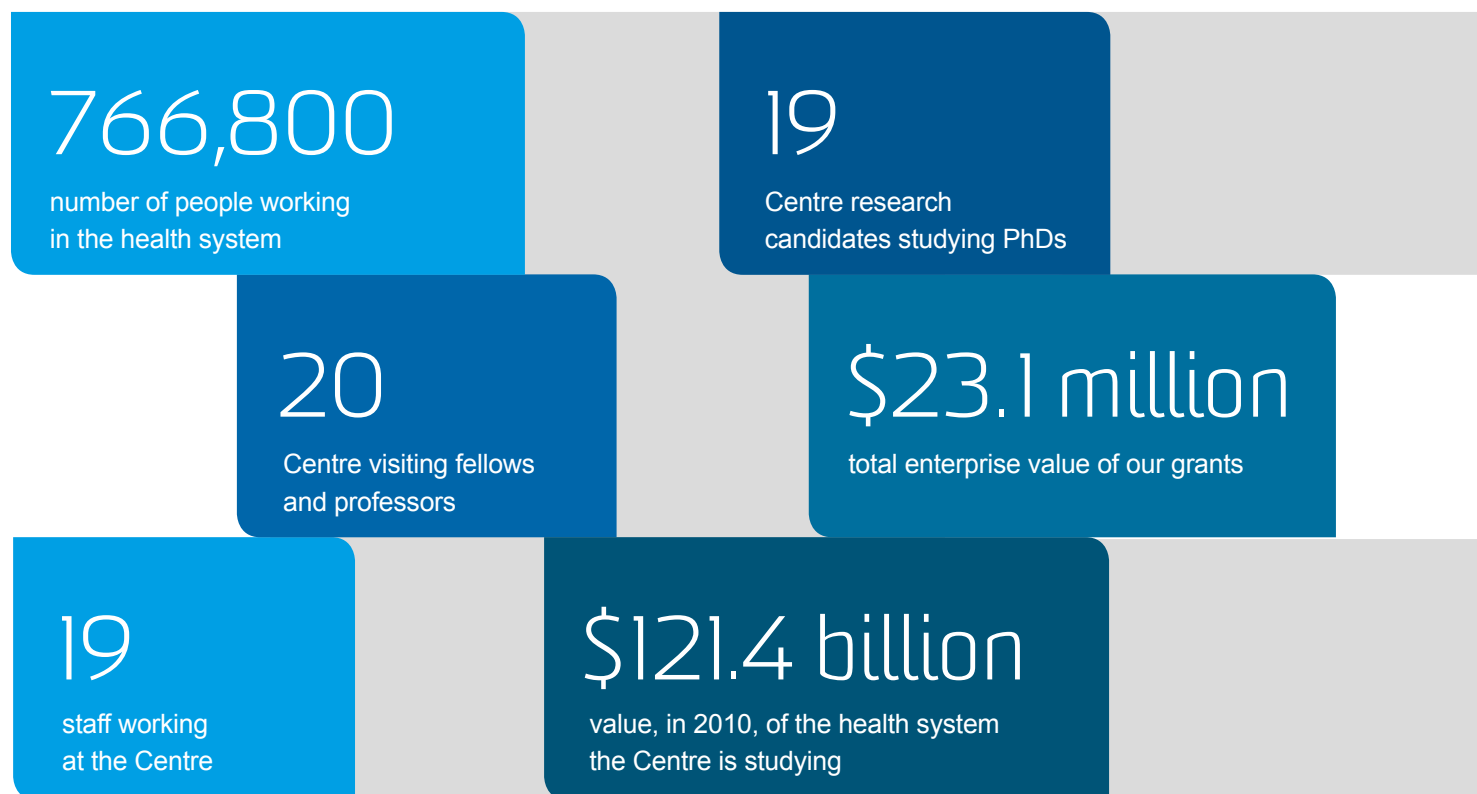 766,800
number of people working
in the health system
19
Centre research
candidates studying PhDs
20
Centre visiting fellows
and professors
$23.1 million
total enterprise value of our grants
19
staff working
at the Centre
$121.4 billion
value, in 2010, of the health system
the Centre is studying